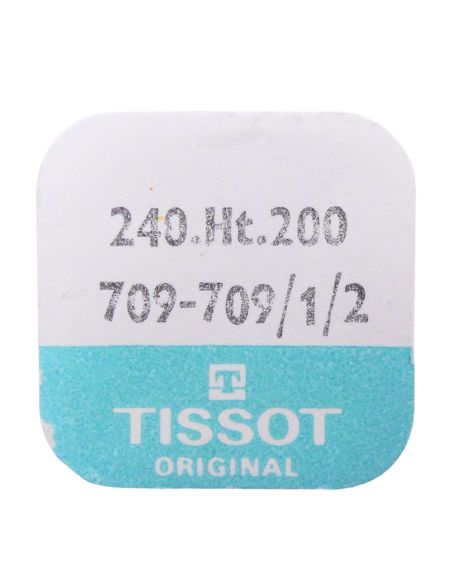 240.Ht.200
709-709/1/2
T
TISSOT
ORIGINAL